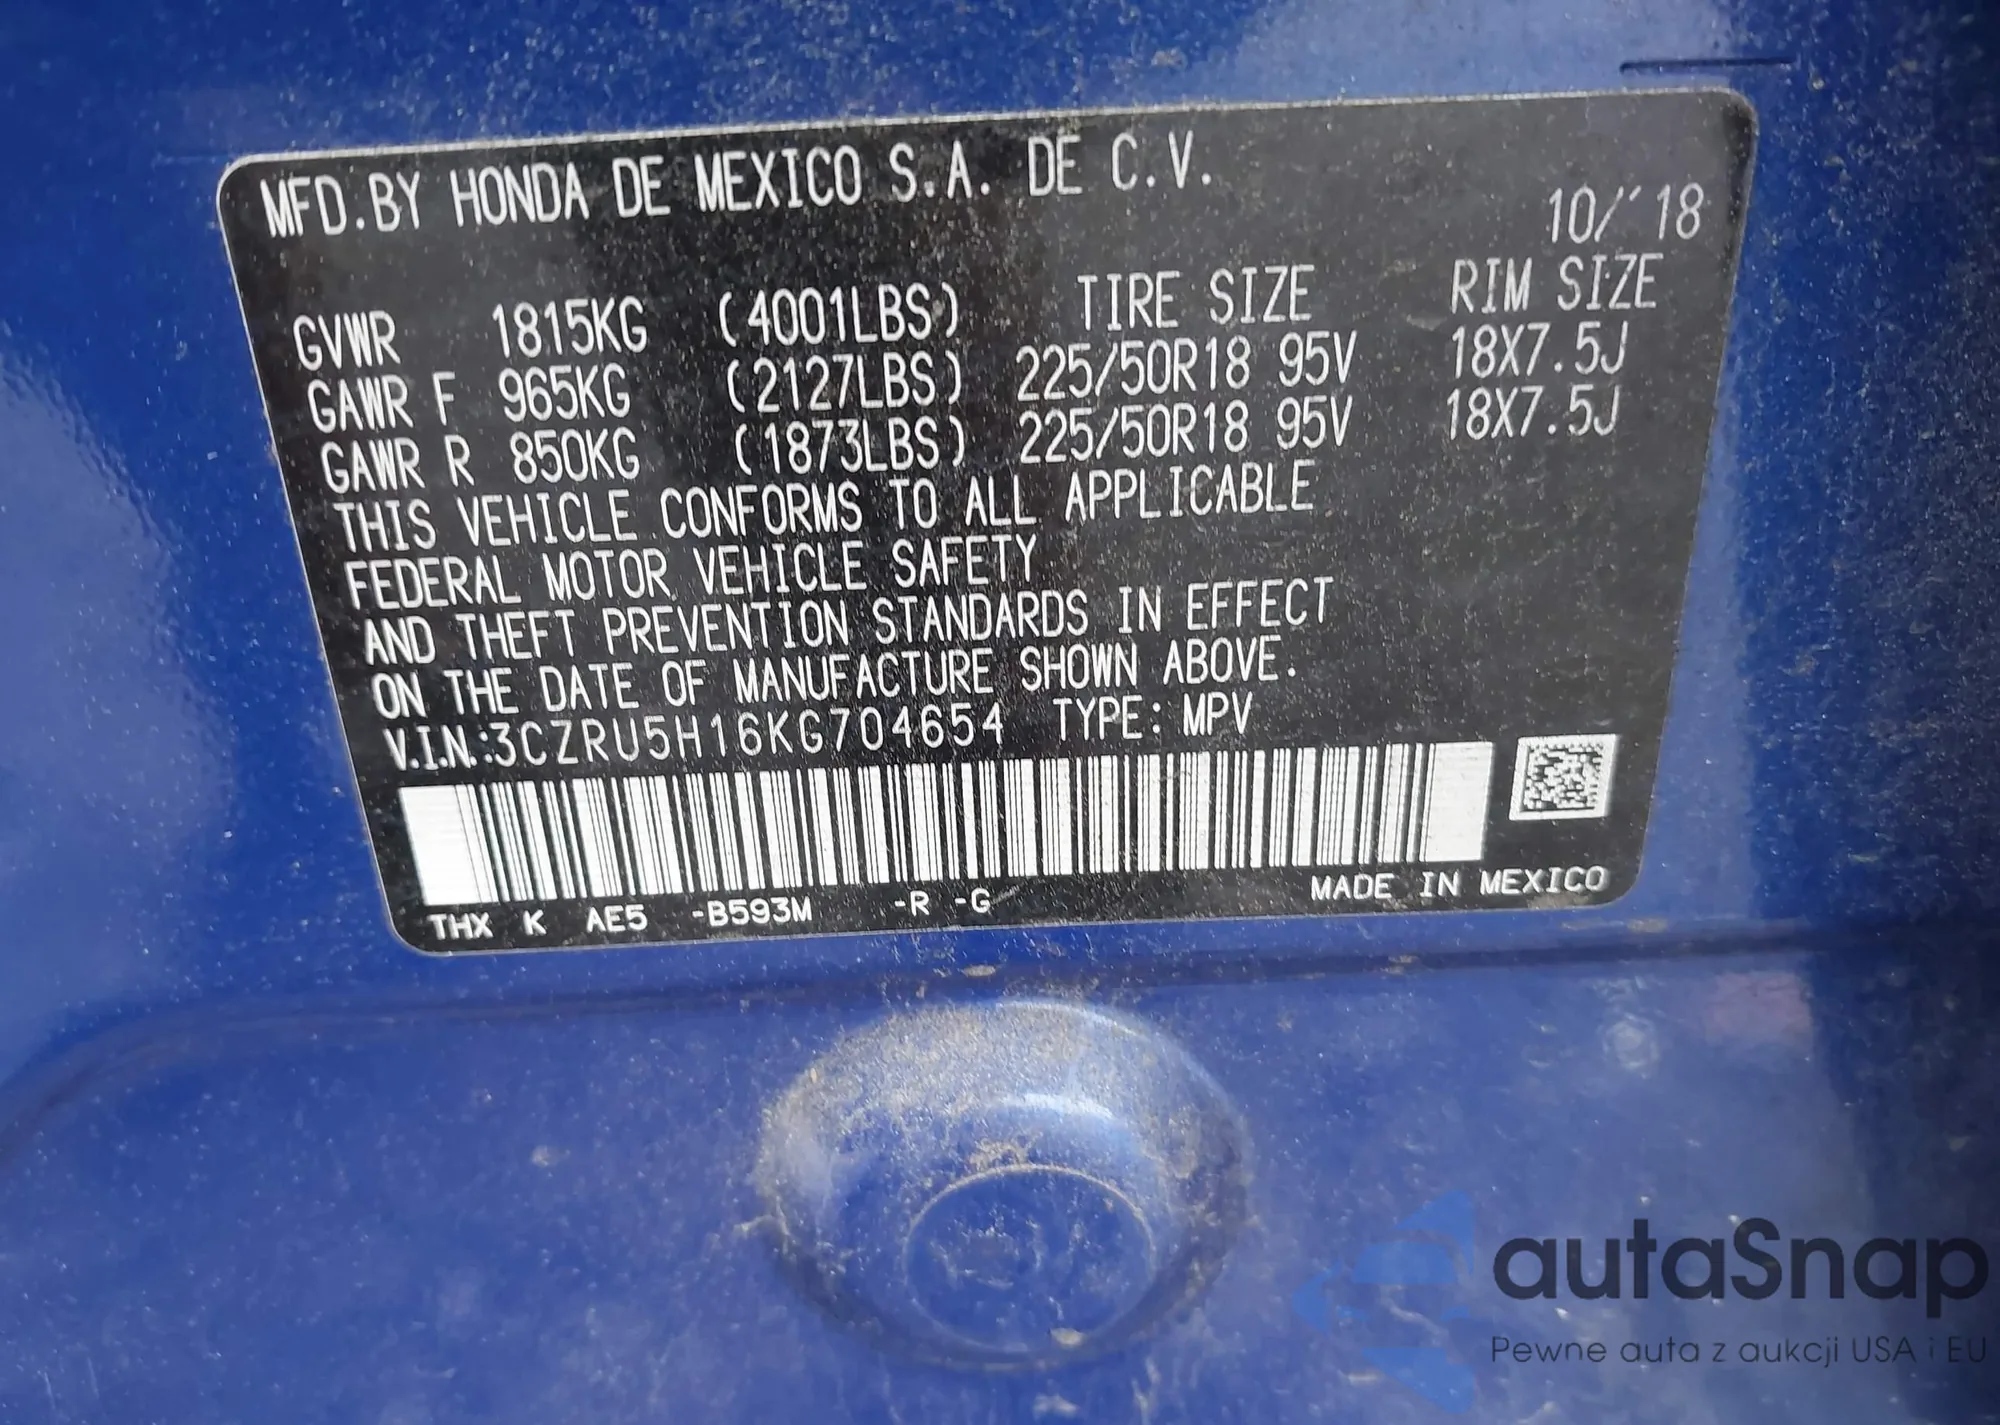 MFD.BY HONDA DE MEXICO S.A. DE C.V.
10/'18
GVWR 1815KG (4001LBS) TIRE SIZE RIM SIZE
GAWR F 965KG (2127LBS) 225/50R18 95V 18X7.5J
GAWR R 850KG (1873LBS) 225/50R18 95V 18X7.5J
THIS VEHICLE CONFORMS TO ALL APPLICABLE
FEDERAL MOTOR VEHICLE SAFETY
AND THEFT PREVENTION STANDARDS IN EFFECT
ON THE DATE OF MANUFACTURE SHOWN ABOVE.
V.I.N.:3CZRU5H16KG704654 TYPE: MPV
THX K AE5 -B593M -R -G MADE IN MEXICO
autaSnap
Pewne auta z aukcji USA i EU